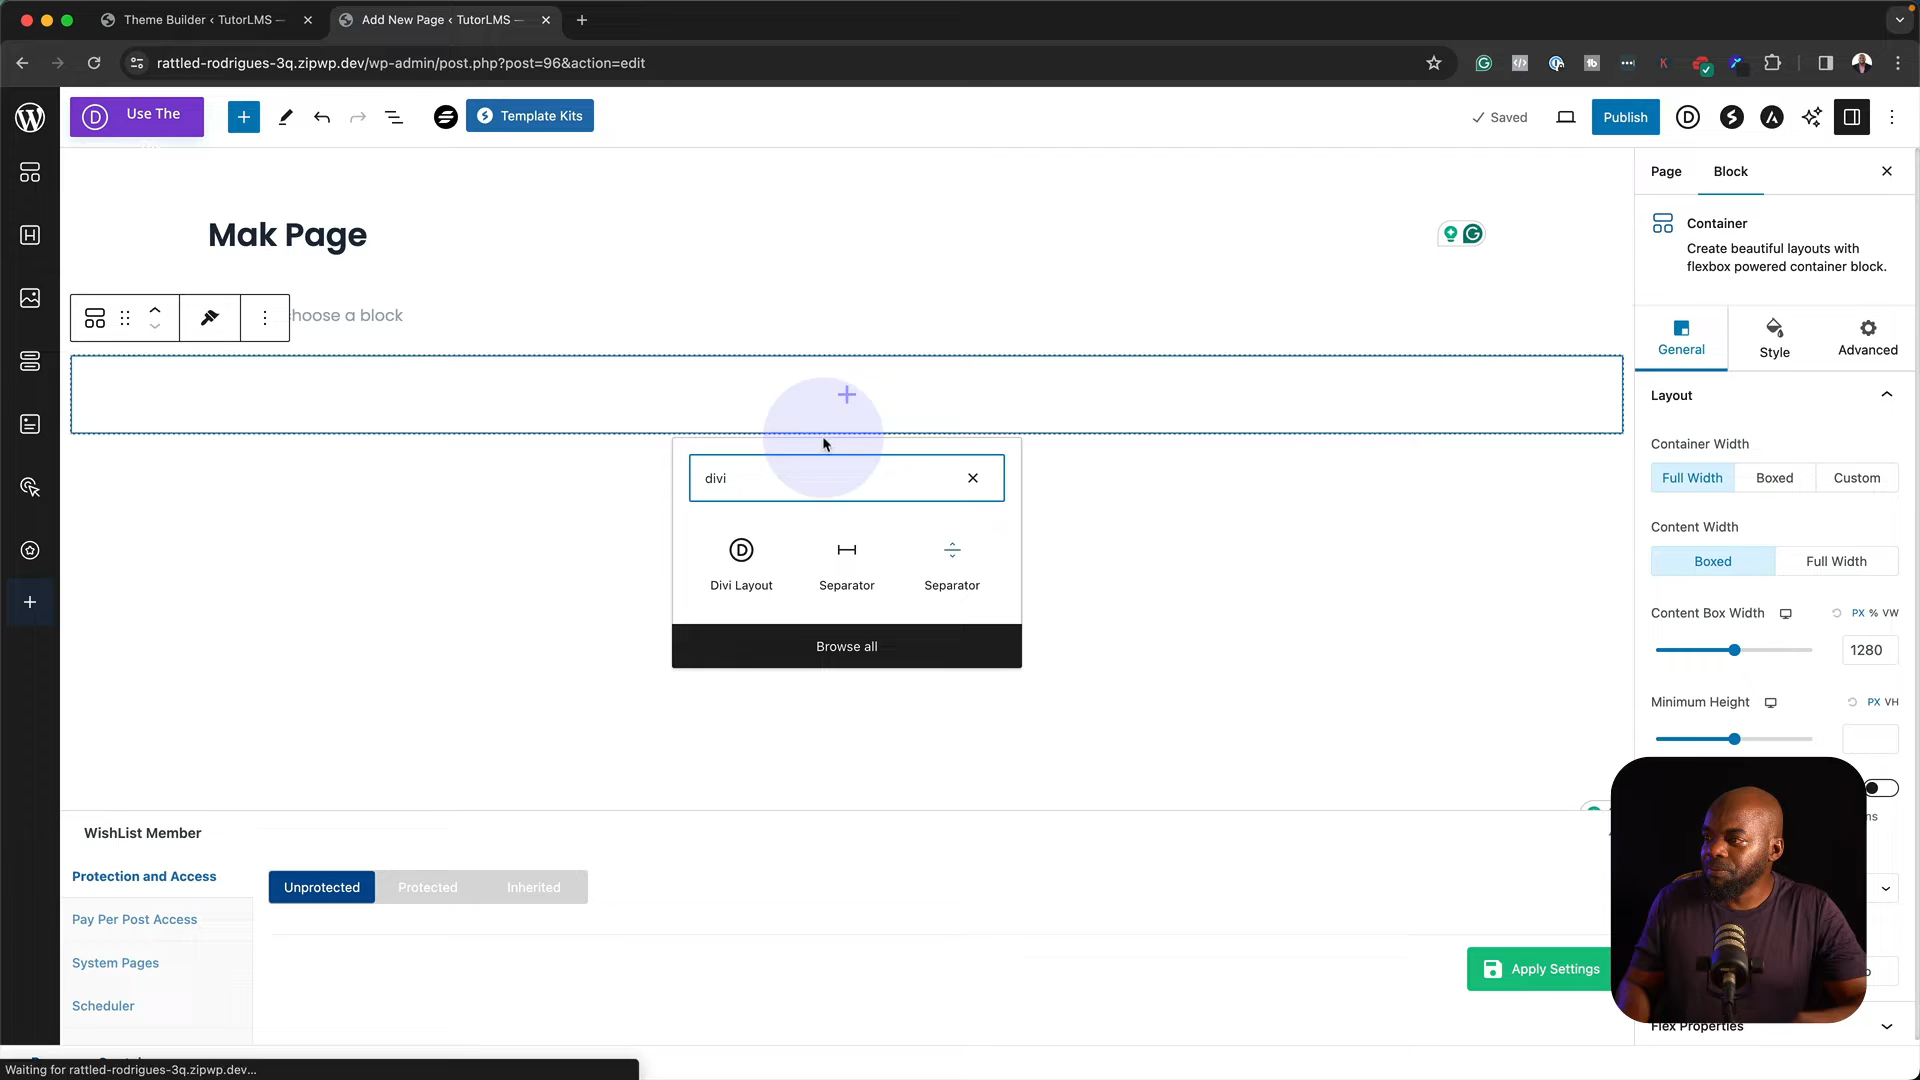 Theme Builder ‹ TutorLMS —
Add New Page ‹ TutorLMS —
rattled-rodrigues-3q.zipwp.dev/wp-admin/post.php?post=96&action=edit
Use The
Template Kits
Saved
Publish
Page
Block
Mak Page
Container
Create beautiful layouts with
flexbox powered container block.
hoose a block
General
Style
Advanced
Layout
Container Width
Full Width
Boxed
Custom
divi
Content Width
Boxed
Full Width
Divi Layout
Separator
Separator
Content Box Width
PX % VW
1280
Browse all
Minimum Height
PX VH
ns
WishList Member
Protection and Access
Unprotected
Protected
Inherited
Pay Per Post Access
System Pages
Apply Settings
Scheduler
Flex Properties
Waiting for rattled-rodrigues-3q.zipwp.dev...